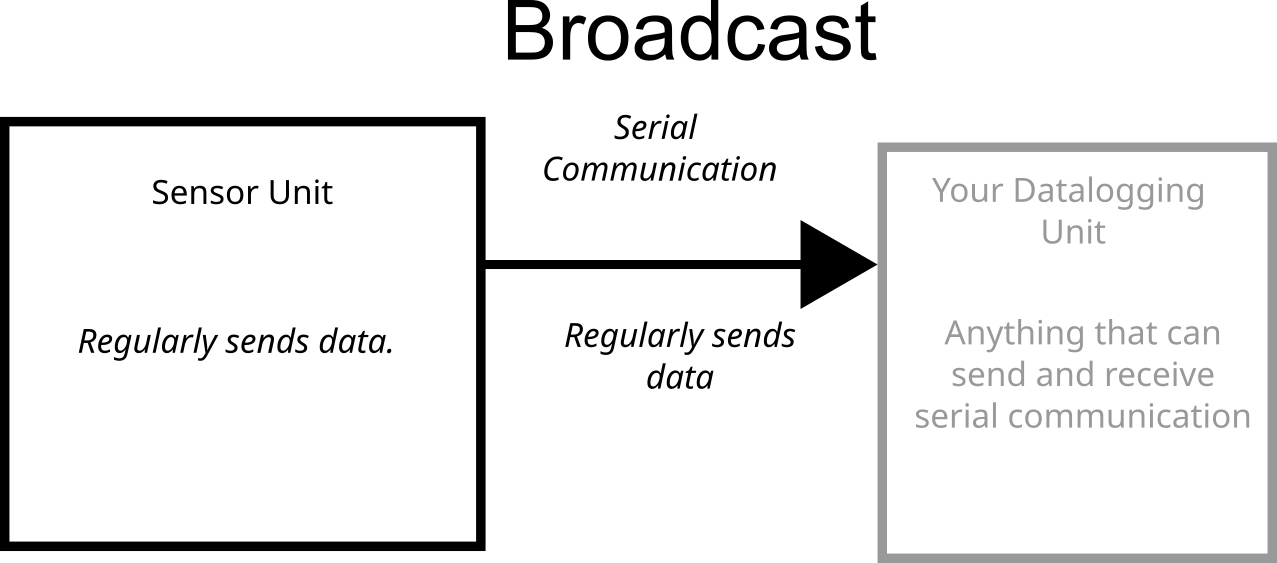 Broadcast
Serial
Communication
Sensor Unit
Regularly sends data.
Regularly sends
data
Your Datalogging
Unit
Anything that can
send and receive
serial communication